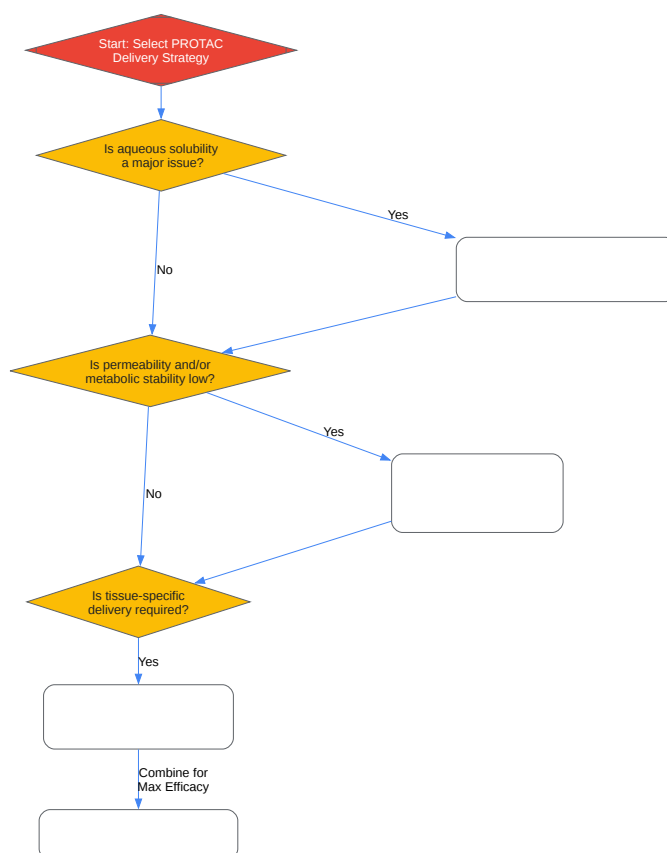 Start: Select PROTAC
Delivery Strategy
Is aqueous solubility
a major issue?
Yes
No
Is permeability and/or
metabolic stability low?
Yes
No
Is tissue-specific
delivery required?
Yes
Combine for
Max Efficacy